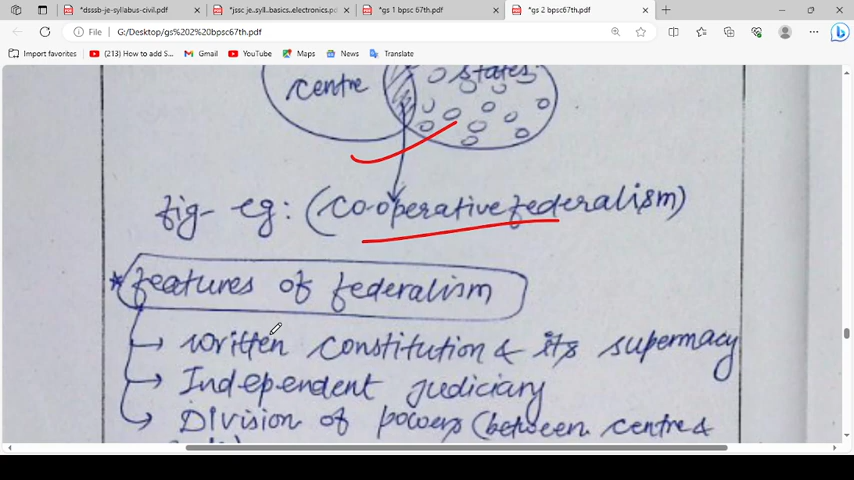 *dsssb-je-syllabus-civil.pdf
*jssc je.syll..basics..electronics.pc
*gs 1 bpsc 67th.pdf
*gs 2 bpsc67th.pdf
File
G:/Desktop/gs%202%20bpsc67th.pdf
Import favorites
(213) How to add S...
Gmail
YouTube
Maps
News
Translate
centre
states
fig- eg: (co-operative federalism)
* features of federalism
→ written constitution & its supermacy
→ Independent judiciary
→ Division of powers (between centre &